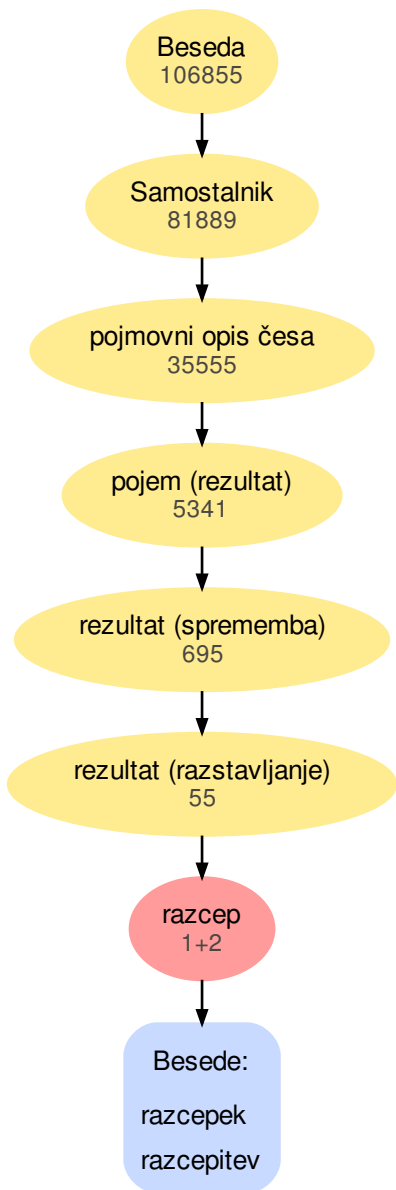 Beseda
106855
Samostalnik
81889
pojmovni opis česa
35555
pojem (rezultat)
5341
rezultat (sprememba)
695
rezultat (razstavljanje)
55
razcep
1+2
Besede:
razcepek
razcepitev